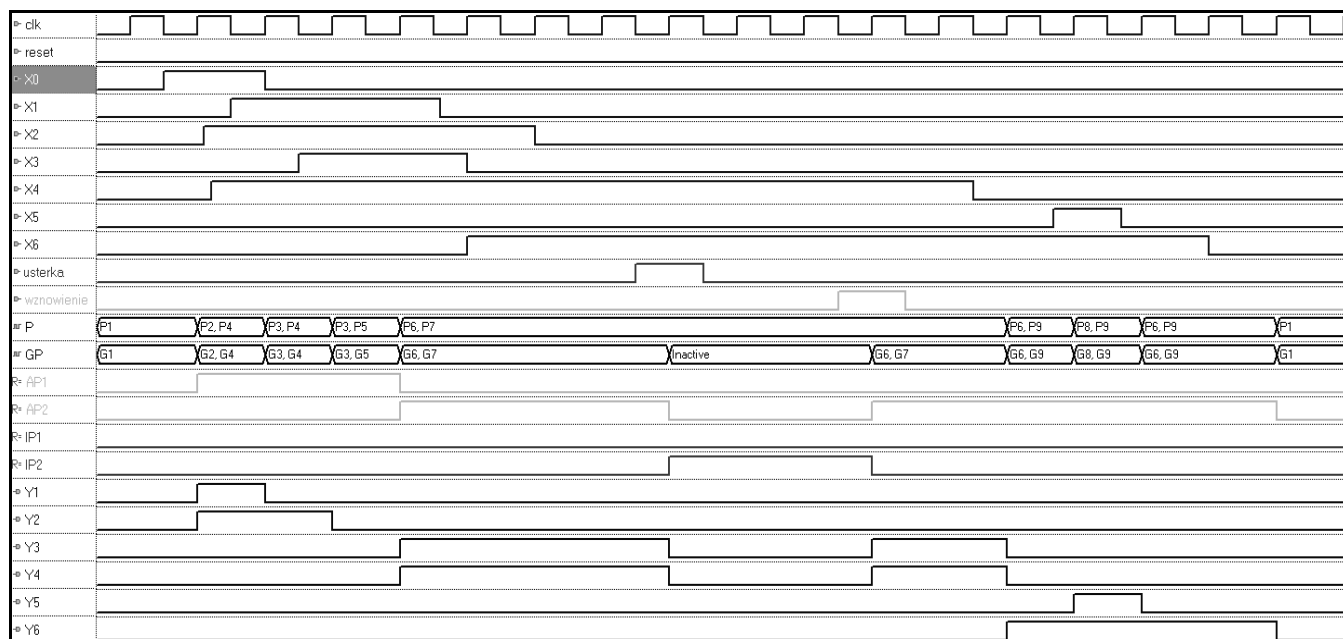 clk
reset
X0
X1
X2
X3
X4
X5
X6
usterka
wznowienie
P P1 P2, P4 P3, P4 P3, P5 P6, P7 P6, P9 P8, P9 P6, P9 P1
GP G1 G2, G4 G3, G4 G3, G5 G6, G7 Inactive G6, G7 G6, G9 G8, G9 G6, G9 G1
R= AP1
R= AP2
R= IP1
R= IP2
Y1
Y2
Y3
Y4
Y5
Y6